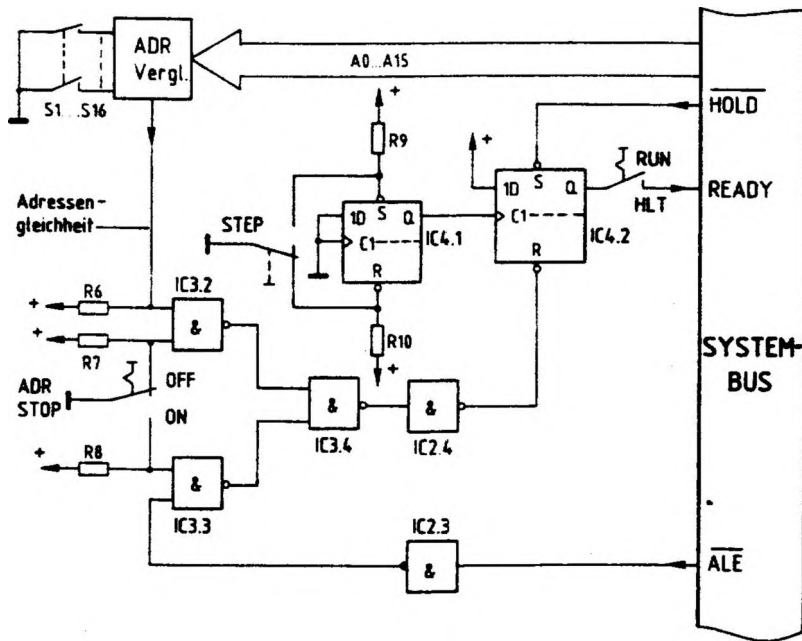 ADR
Vergl.
S1...S16
A0...A15
HOLD
+
R9
+
1D S Q
C1
R
IC4.2
RUN
HLT
READY
1D S Q
C1
R
IC4.1
STEP
Adressen-
gleichheit
+ R6
+ R7
IC3.2
&
R10
+
ADR
STOP
OFF
ON
SYSTEM-
BUS
&
IC3.4
&
IC2.4
+ R8
&
IC3.3
IC2.3
&
ALE